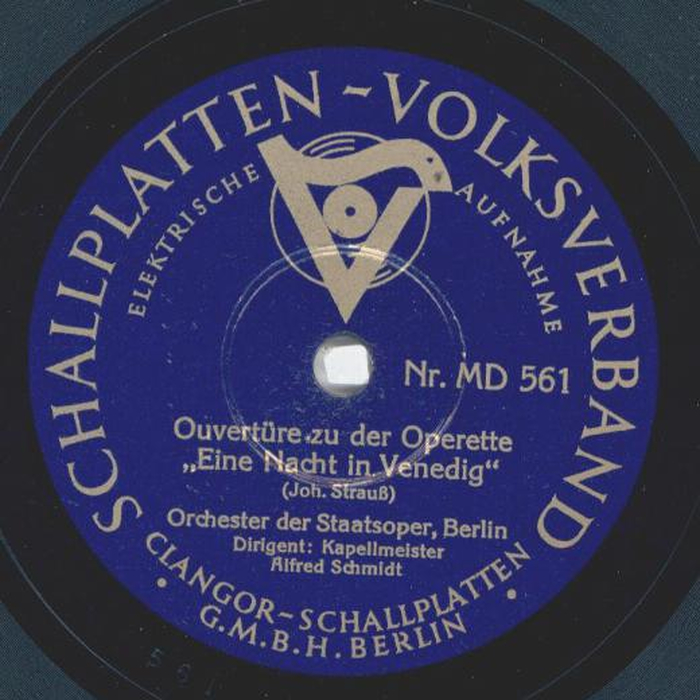 SCHALLPLATTEN-VOLKSVERBAND
ELEKTRISCHE AUFNAHME
Nr. MD 561
Ouvertüre zu der Operette
„Eine Nacht in Venedig“
(Joh. Strauß)
Orchester der Staatsoper, Berlin
Dirigent: Kapellmeister
Alfred Schmidt
• CLANGOR-SCHALLPLATTEN •
G.M.B.H. BERLIN
561